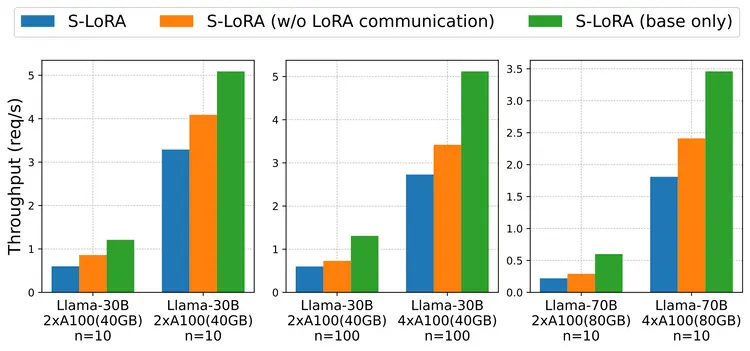 S-LoRA
S-LoRA (w/o LoRA communication)
S-LoRA (base only)
Throughput (req/s)
5
4
3
2
1
0
Llama-30B
2xA100(40GB)
n=10
Llama-30B
2xA100(40GB)
n=10
5
4
3
2
1
0
Llama-30B
2xA100(40GB)
n=100
Llama-30B
4xA100(40GB)
n=100
3.5
3.0
2.5
2.0
1.5
1.0
0.5
0.0
Llama-70B
2xA100(80GB)
n=10
Llama-70B
4xA100(80GB)
n=10